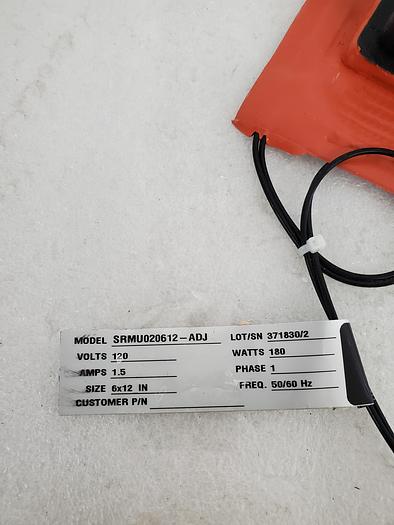 MODEL SRMU020612-ADJ LOT/SN 371830/2
VOLTS 120 WATTS 180
AMPS 1.5 PHASE 1
SIZE 6x12 IN FREQ. 50/60 Hz
CUSTOMER P/N